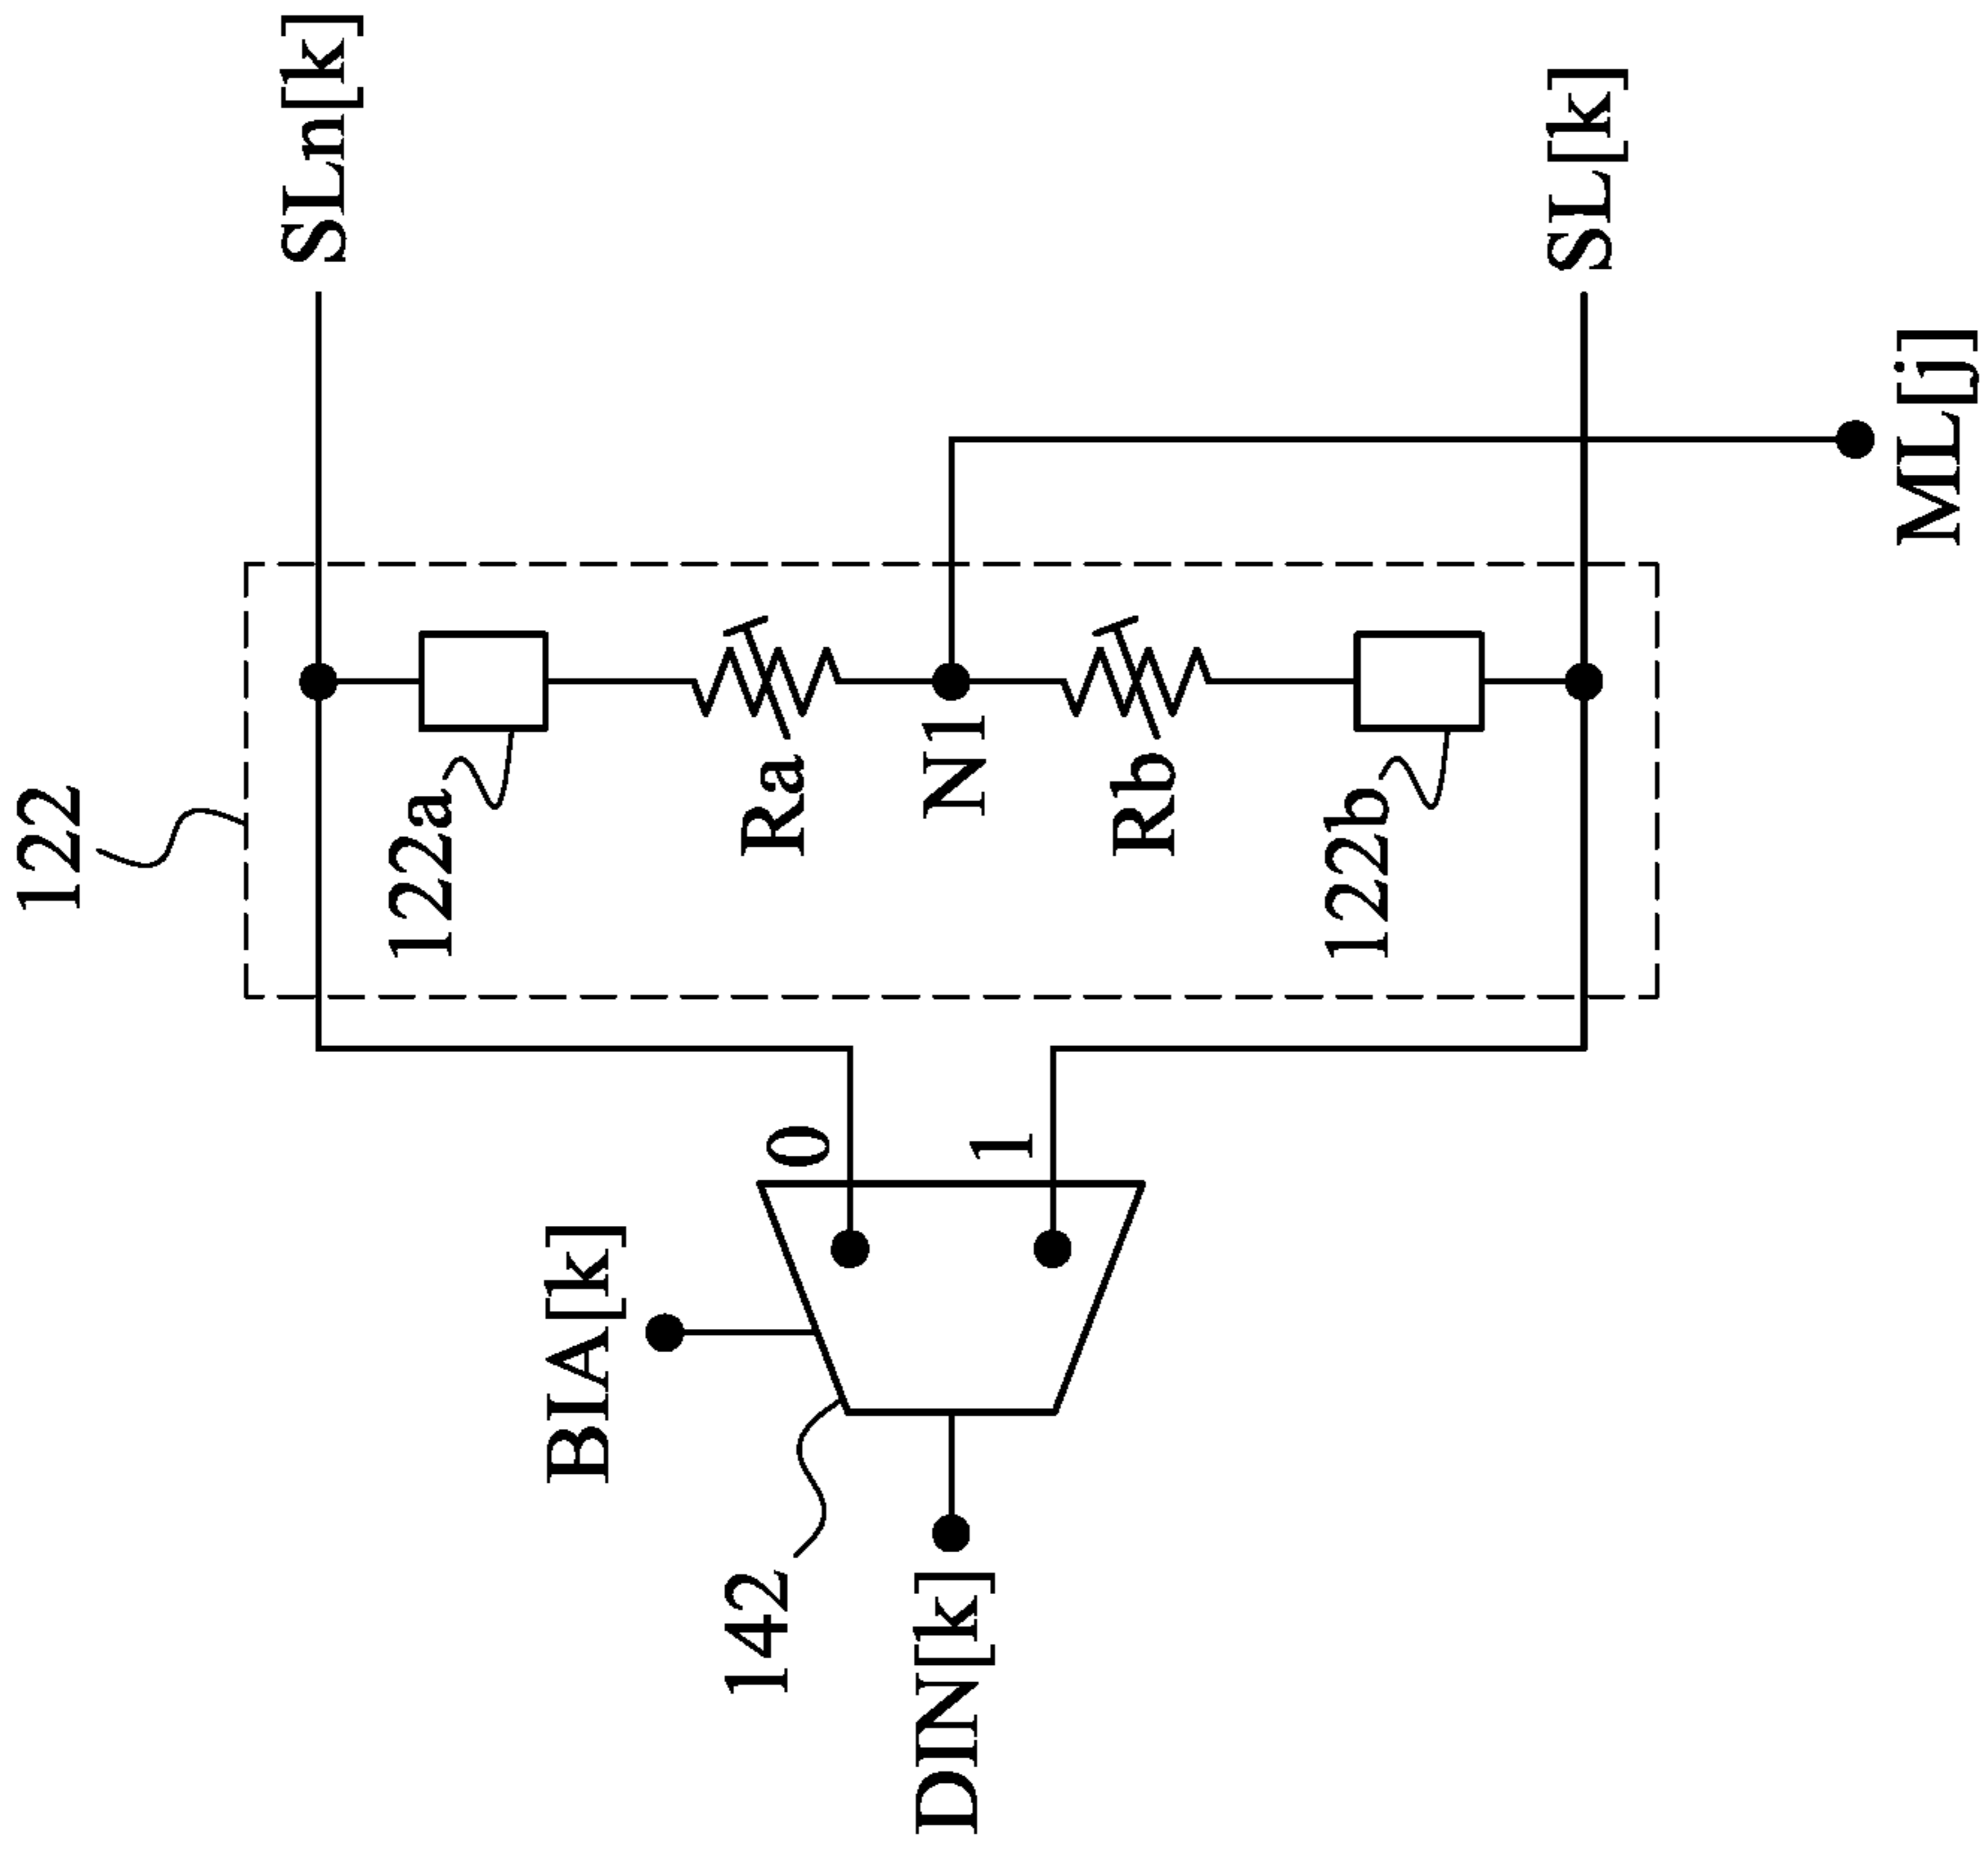 122
SLn[k]
122a
Ra
N1
Rb
122b
SL[k]
ML[j]
0
1
BIA[k]
142
DIN[k]